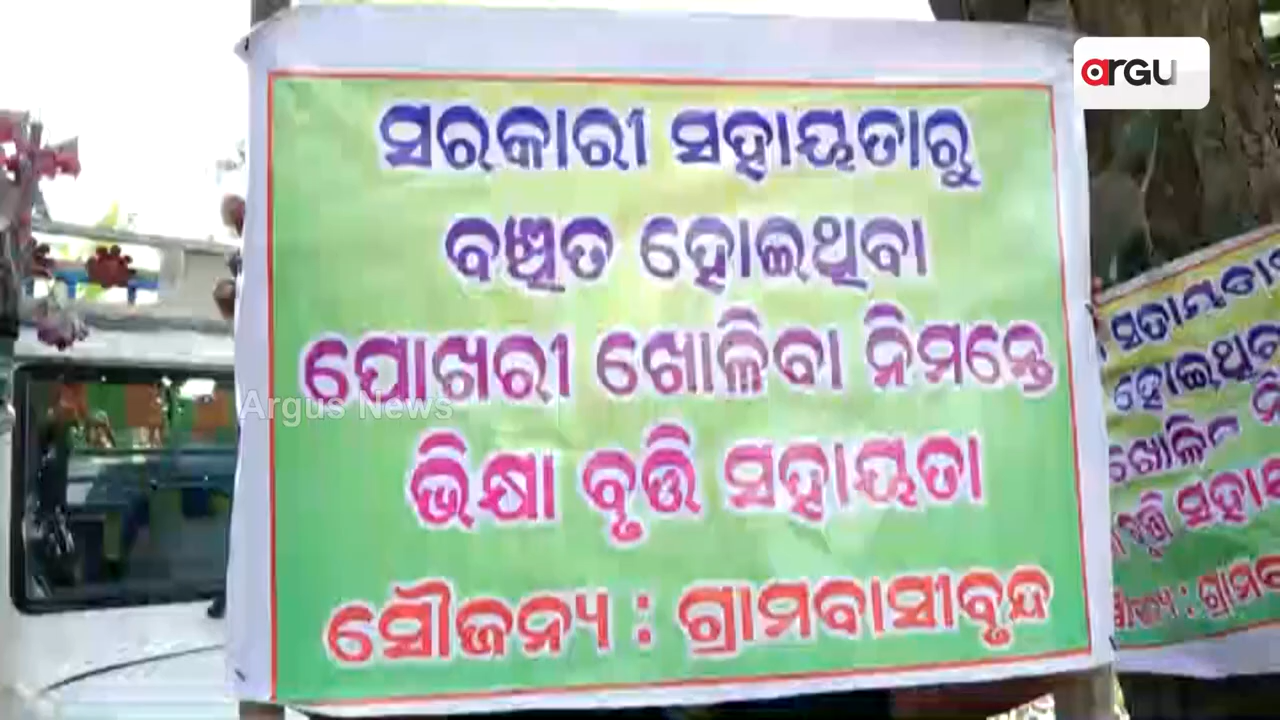 ସରକାରୀ ସହାୟତାରୁ
ବଞ୍ଚିତ ହୋଇଥିବା
ପୋଖରୀ ଖୋଳିବା ନିମନ୍ତେ
ଭିକ୍ଷା ବୃତ୍ତି ସହାୟତା
ସୌଜନ୍ୟ : ଗ୍ରାମବାସୀବୃନ୍ଦ
argu
Argus News